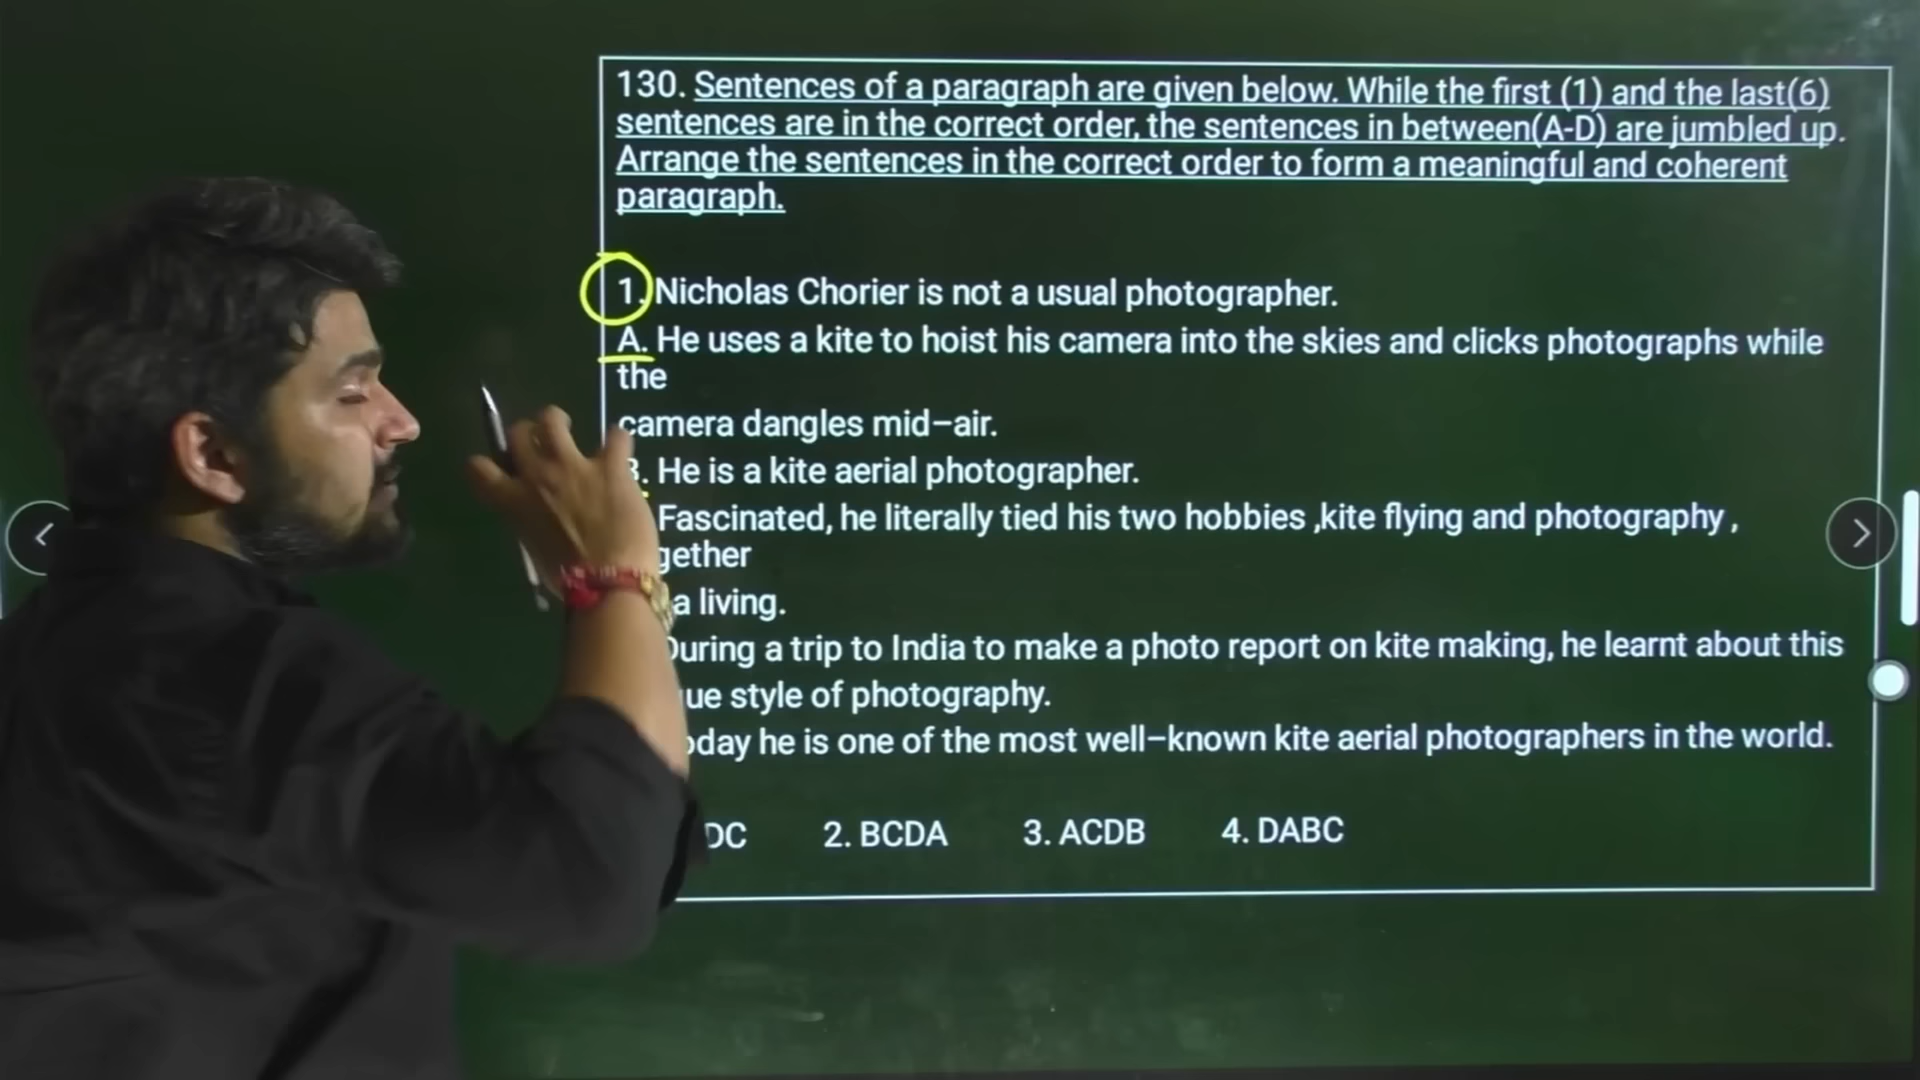 130. Sentences of a paragraph are given below. While the first (1) and the last(6)
sentences are in the correct order, the sentences in between(A-D) are jumbled up.
Arrange the sentences in the correct order to form a meaningful and coherent
paragraph.
1. Nicholas Chorier is not a usual photographer.
A. He uses a kite to hoist his camera into the skies and clicks photographs while
the
camera dangles mid–air.
B. He is a kite aerial photographer.
Fascinated, he literally tied his two hobbies ,kite flying and photography ,
gether
a living.
During a trip to India to make a photo report on kite making, he learnt about this
ue style of photography.
oday he is one of the most well–known kite aerial photographers in the world.
DC 2. BCDA 3. ACDB 4. DABC